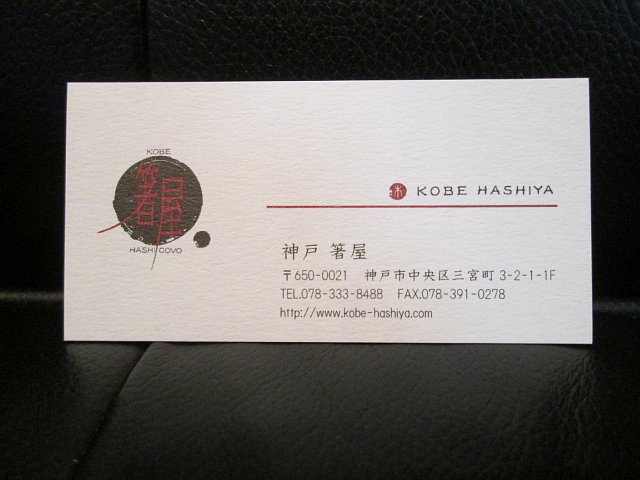 KOBE
箸屋
HASHI COVO
KOBE HASHIYA
神戸 箸屋
〒650-0021 神戸市中央区三宮町3-2-1-1F
TEL.078-333-8488 FAX.078-391-0278
http://www.kobe-hashiya.com